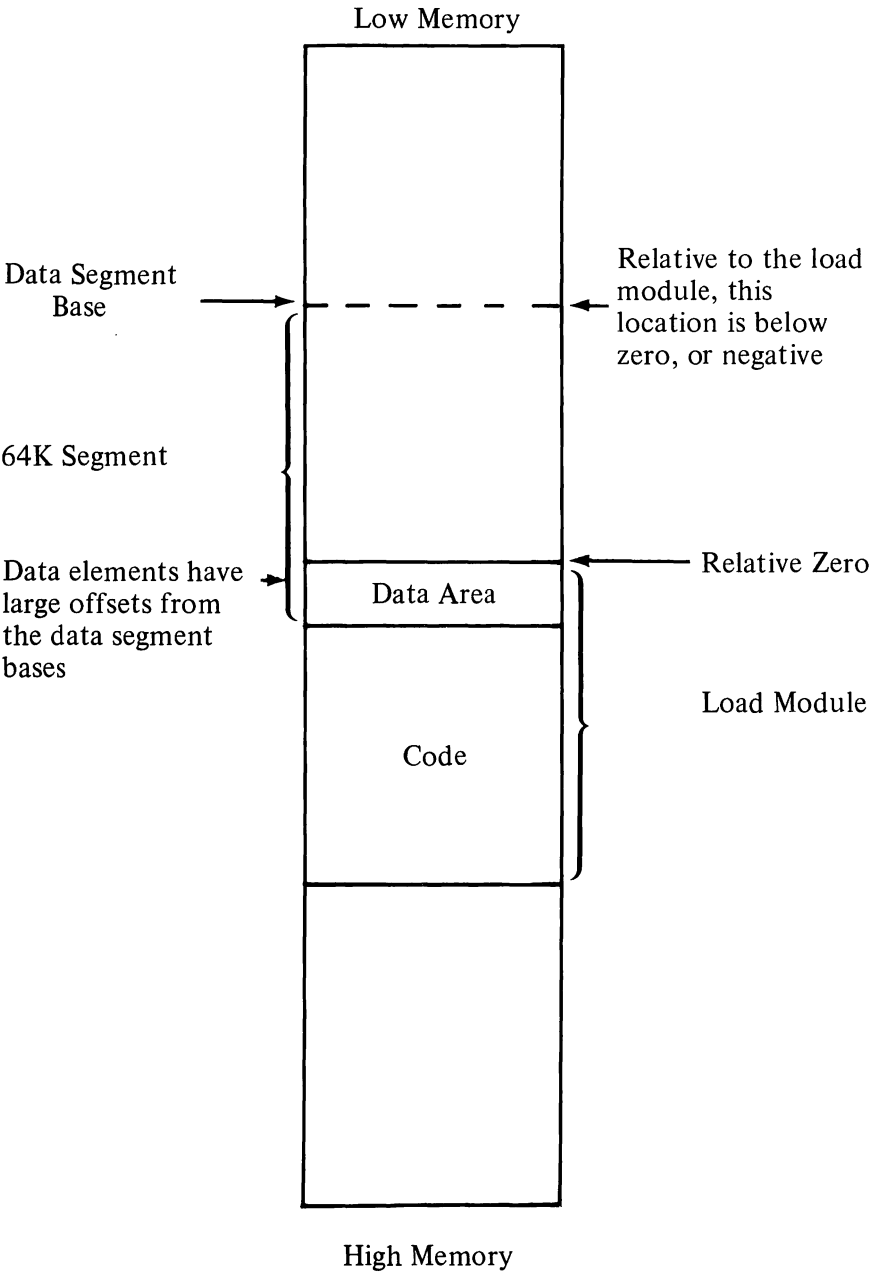 Low Memory
Data Segment
Base
Relative to the load
module, this
location is below
zero, or negative
64K Segment
Data elements have
large offsets from
the data segment
bases
Data Area
Relative Zero
Load Module
Code
High Memory